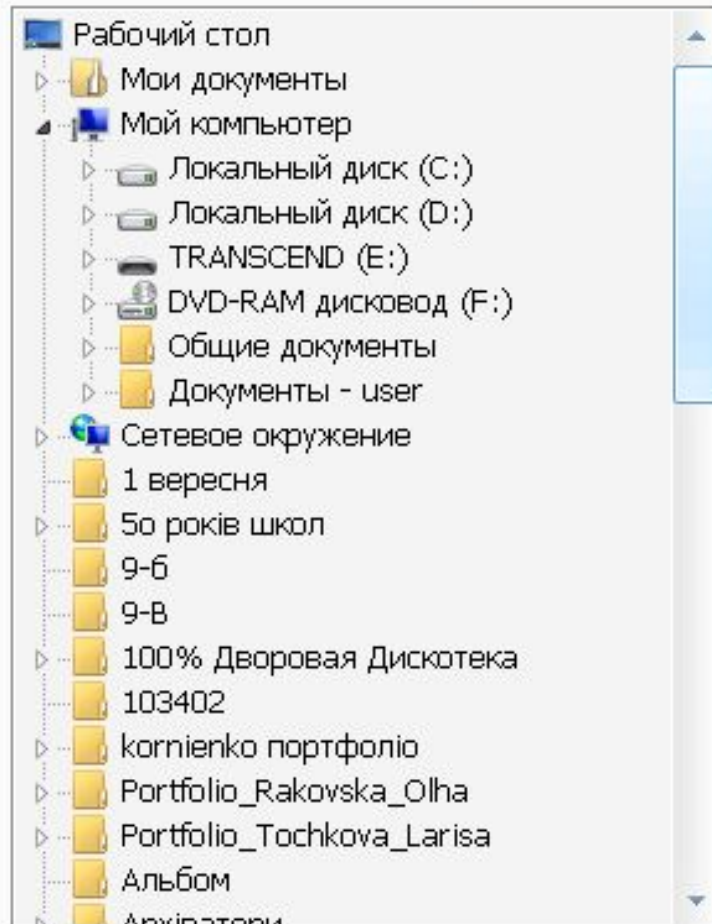 Рабочий стол
Мои документы
Мой компьютер
Локальный диск (C:)
Локальный диск (D:)
TRANSCEND (E:)
DVD-RAM дисковод (F:)
Общие документы
Документы - user
Сетевое окружение
1 вересня
5о років школ
9-б
9-В
100% Дворовая Дискотека
103402
kornienko портфоліо
Portfolio_Rakovska_Olha
Portfolio_Tochkova_Larisa
Альбом
Архіватори